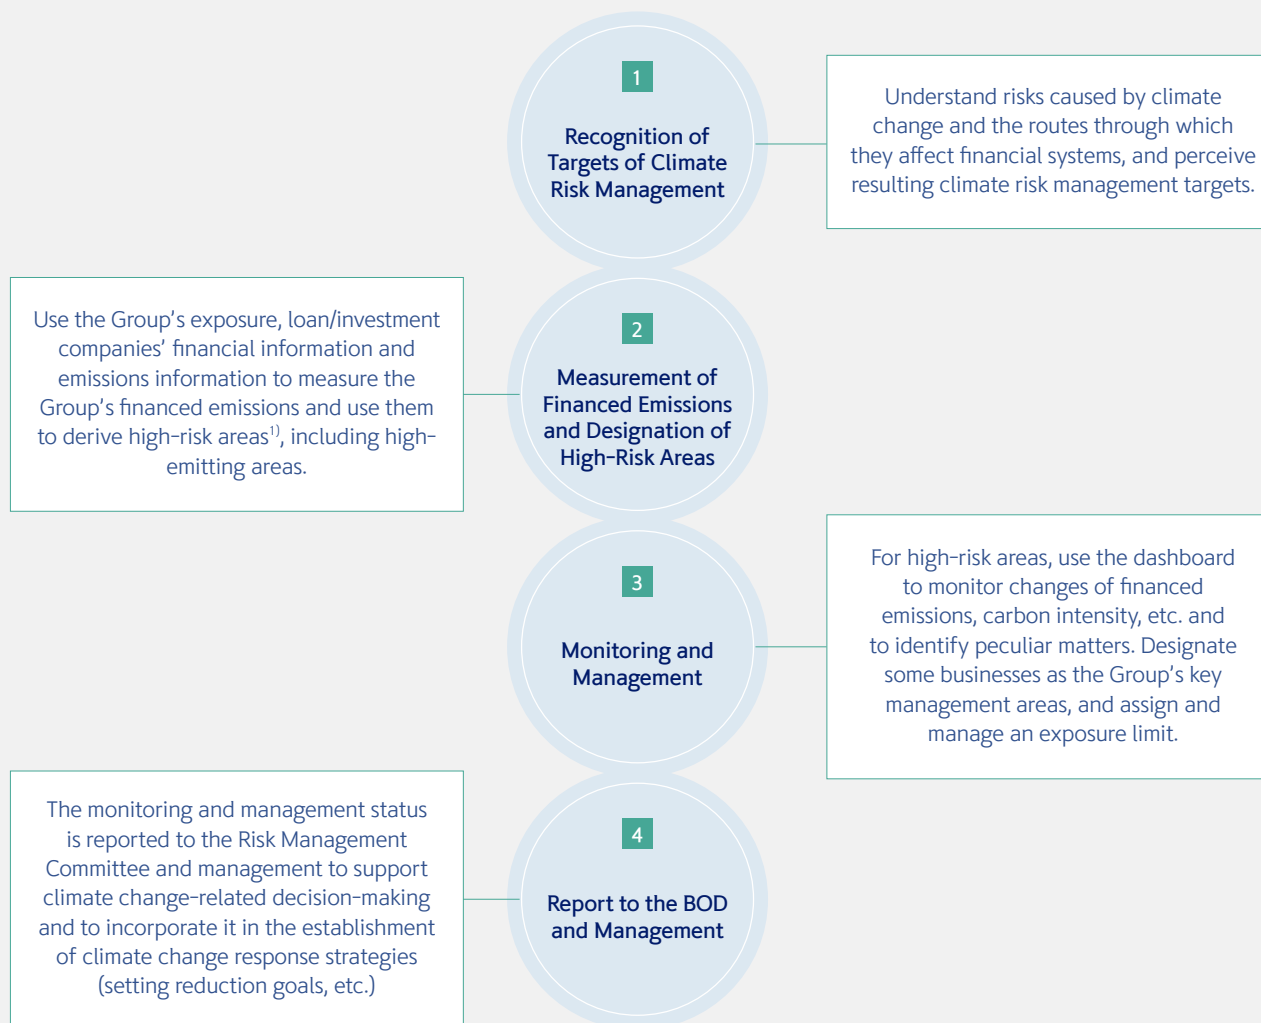 1
Recognition of
Targets of Climate
Risk Management
Understand risks caused by climate
change and the routes through which
they affect financial systems, and perceive
resulting climate risk management targets.
2
Measurement of
Financed Emissions
and Designation of
High-Risk Areas
Use the Group's exposure, loan/investment
companies' financial information and
emissions information to measure the
Group's financed emissions and use them
to derive high-risk areas1), including high-
emitting areas.
3
Monitoring and
Management
For high-risk areas, use the dashboard
to monitor changes of financed
emissions, carbon intensity, etc. and
to identify peculiar matters. Designate
some businesses as the Group's key
management areas, and assign and
manage an exposure limit.
4
Report to the BOD
and Management
The monitoring and management status
is reported to the Risk Management
Committee and management to support
climate change-related decision-making
and to incorporate it in the establishment
of climate change response strategies
(setting reduction goals, etc.)